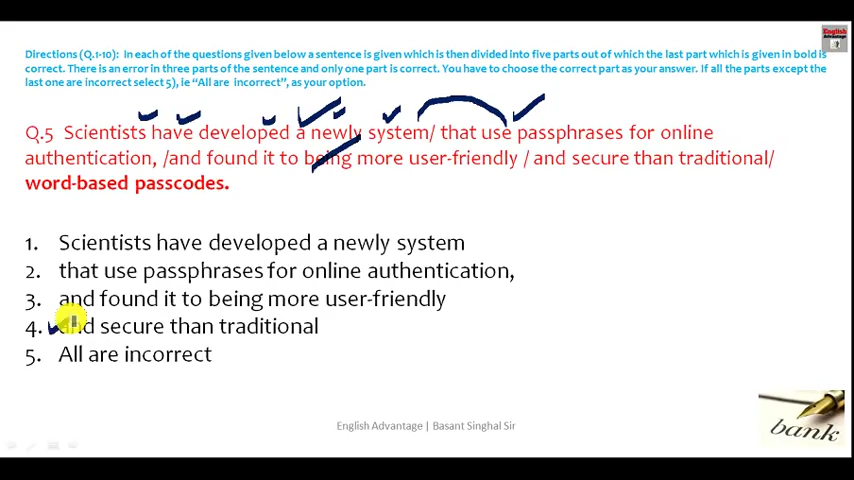 English
Advantage
Directions (Q.1-10): In each of the questions given below a sentence is given which is then divided into five parts out of which the last part which is given in bold is
correct. There is an error in three parts of the sentence and only one part is correct. You have to choose the correct part as your answer. If all the parts except the
last one are incorrect select 5), ie “All are incorrect”, as your option.
Q.5 Scientists have developed a newly system/ that use passphrases for online
authentication, /and found it to being more user-friendly / and secure than traditional/
word-based passcodes.
1. Scientists have developed a newly system
2. that use passphrases for online authentication,
3. and found it to being more user-friendly
4. and secure than traditional
5. All are incorrect
bank
English Advantage | Basant Singhal Sir